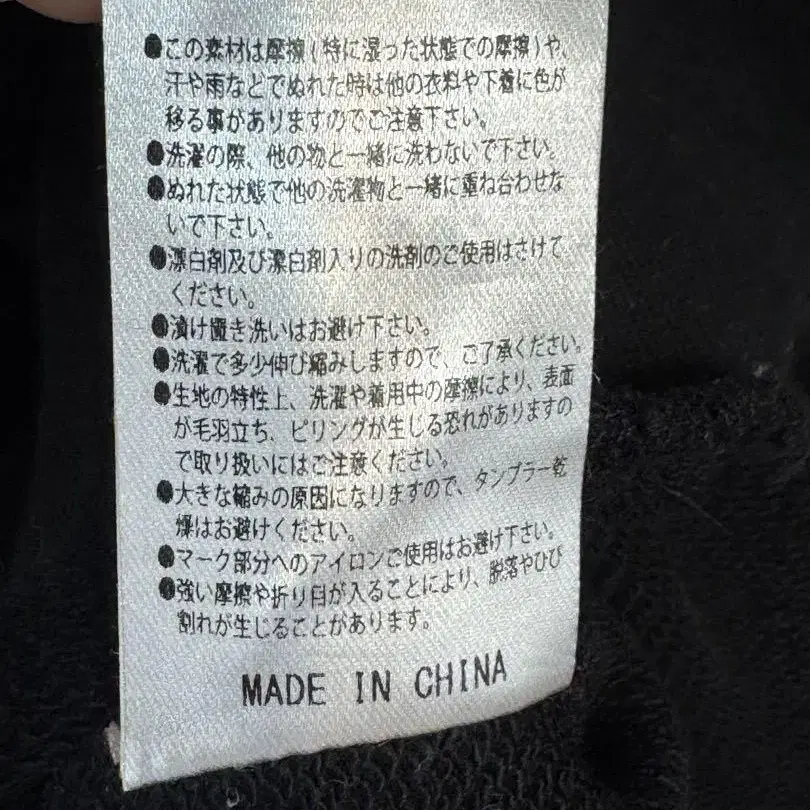 ●この素材は摩擦(特に湿った状態での摩擦)や、
汗や雨などでぬれた時は他の衣料や下着に色が
移る事がありますのでご注意下さい。
●洗濯の際、他の物と一緒に洗わないで下さい。
●ぬれた状態で他の洗濯物と一緒に重ね合わせな
いで下さい。
●漂白剤及び漂白剤入りの洗剤のご使用はさけて
ください。
●漬け置き洗いはお避け下さい。
●洗濯で多少伸び縮みしますので、ご了承ください。
●生地の特性上、洗濯や着用中の摩擦により、表面
が毛羽立ち、ピリングが生じる恐れがありますの
で取り扱いにはご注意ください。
●大きな縮みの原因になりますので、タンブラー乾
燥はお避けください。
●マーク部分へのアイロンご使用はお避け下さい。
●強い摩擦や折り目が入ることにより、脱落やひび
割れが生じることがあります。
MADE IN CHINA